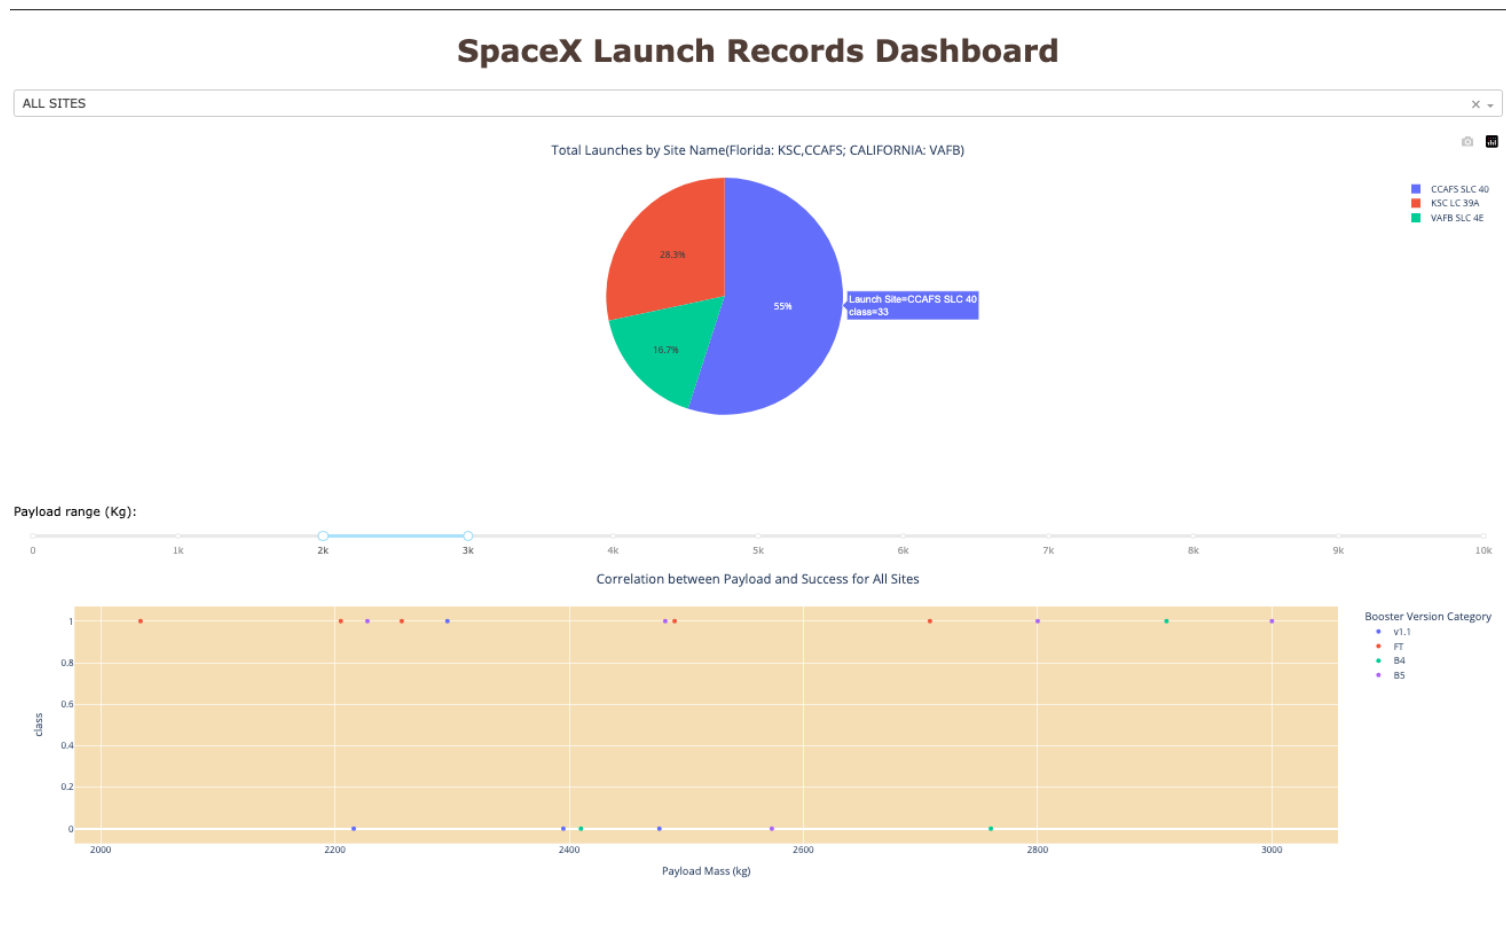 SpaceX Launch Records Dashboard
ALL SITES
Total Launches by Site Name(Florida: KSC,CCAFS; CALIFORNIA: VAFB)
CCAFS SLC 40
KSC LC 39A
VAFB SLC 4E
28.3%
55%
16.7%
Launch Site=CCAFS SLC 40
class=33
Payload range (Kg):
0 1k 2k 3k 4k 5k 6k 7k 8k 9k 10k
Correlation between Payload and Success for All Sites
Booster Version Category
v1.1
FT
B4
B5
1
0.8
0.6
0.4
0.2
0
class
2000 2200 2400 2600 2800 3000
Payload Mass (kg)